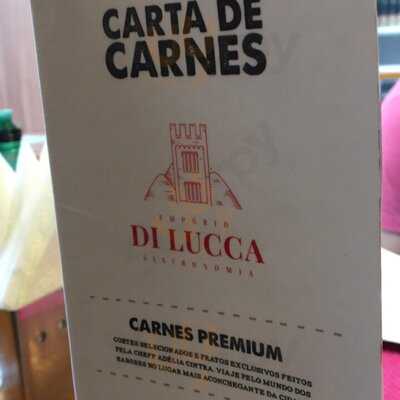 CARTA DE
CARNES
EMPÓRIO
DI LUCCA
GASTRONOMIA
CARNES PREMIUM
CORTES SELECIONADOS E PRATOS EXCLUSIVOS FEITOS
PELA CHEFF ADÉLIA CINTRA. VIAJE PELO MUNDO DOS
SABORES NO LUGAR MAIS ACONCHEGANTE DA CIDA